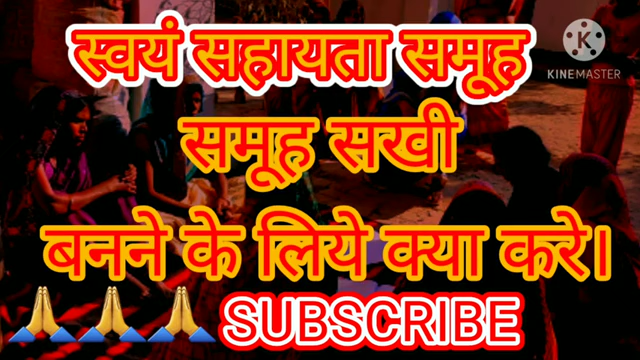 स्वयं सहायता समूह
KINEMASTER
समूह सखी
बनने के लिये क्या करे।
🙏🙏🙏 SUBSCRIBE